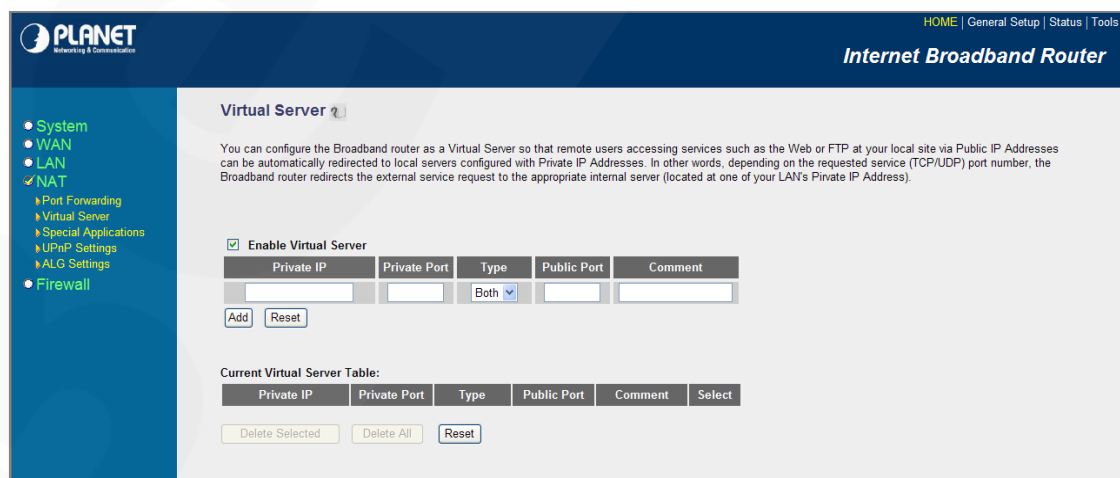 PLANET
Networking & Communication
HOME | General Setup | Status | Tools
Internet Broadband Router
System
WAN
LAN
NAT
Port Forwarding
Virtual Server
Special Applications
UPnP Settings
ALG Settings
Firewall
Virtual Server
You can configure the Broadband router as a Virtual Server so that remote users accessing services such as the Web or FTP at your local site via Public IP Addresses
can be automatically redirected to local servers configured with Private IP Addresses. In other words, depending on the requested service (TCP/UDP) port number, the
Broadband router redirects the external service request to the appropriate internal server (located at one of your LAN's Private IP Address).
Enable Virtual Server
Private IP Private Port Type Public Port Comment
Both
Add Reset
Current Virtual Server Table:
Private IP Private Port Type Public Port Comment Select
Delete Selected Delete All Reset